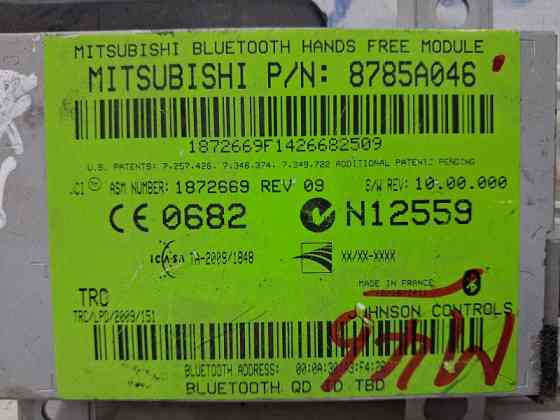 MITSUBISHI BLUETOOTH HANDS FREE MODULE
MITSUBISHI P/N: 8785A046
1872669F1426682509
U.S. PATENTS: 7,257,426, 7,346,374, 7,349,722 ADDITIONAL PATENTS PENDING
JCI ASM NUMBER: 1872669 REV 09 S/W REV: 10.00.000
CE 0682 N12559
ICASA TA-2009/1848 XX/XX-XXXX
MADE IN FRANCE
TRC
TRC/LPD/2009/151
JOHNSON CONTROLS
BLUETOOTH ADDRESS:
BLUETOOTH QD ID TBD